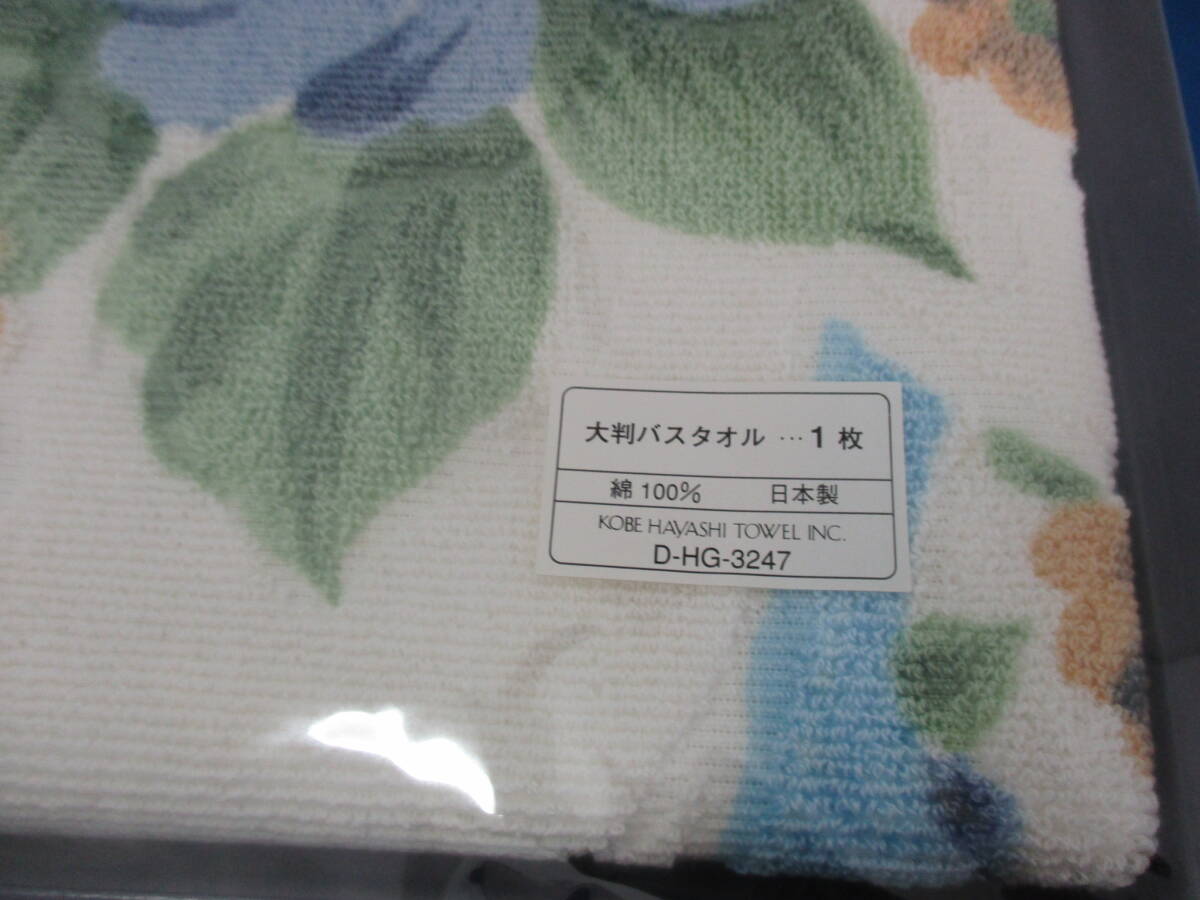 大判バスタオル …1 枚
綿 100% 日本製
KOBE HAYASHI TOWEL INC.
D-HG-3247